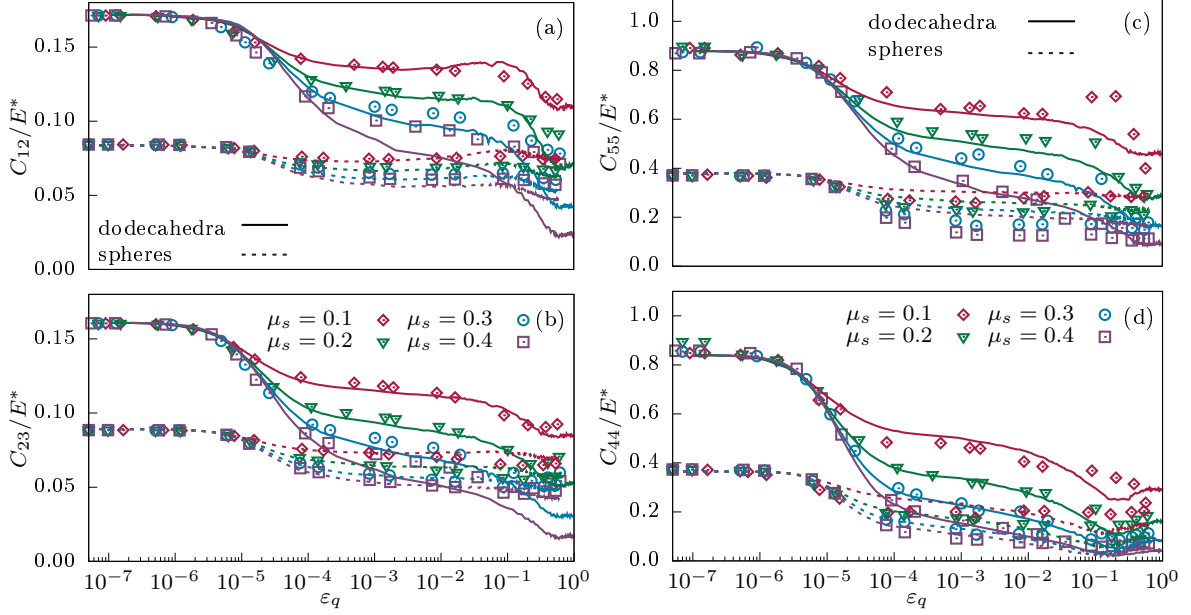 (a)
0.15
0.10
0.05
0.00
C12/E*
dodecahedra
spheres
(b)
μs = 0.1
μs = 0.3
μs = 0.2
μs = 0.4
0.15
0.10
0.05
0.00
C23/E*
10−7
10−6
10−5
10−4
10−3
10−2
10−1
100
εq
(c)
dodecahedra
spheres
1.0
0.8
0.6
0.4
0.2
0.0
C55/E*
(d)
μs = 0.1
μs = 0.3
μs = 0.2
μs = 0.4
1.0
0.8
0.6
0.4
0.2
0.0
C44/E*
10−7
10−6
10−5
10−4
10−3
10−2
10−1
100
εq